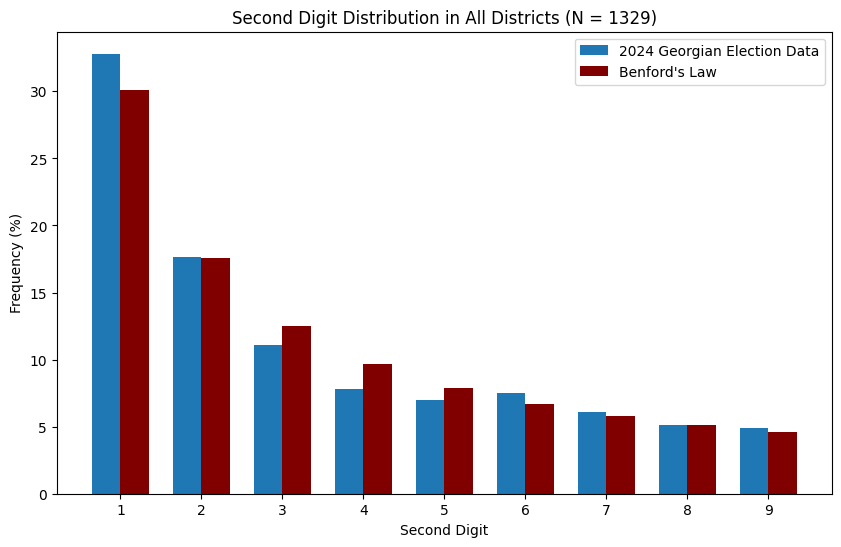 Second Digit Distribution in All Districts (N = 1329)
2024 Georgian Election Data
Benford's Law
Frequency (%)
30
25
20
15
10
5
0
1 2 3 4 5 6 7 8 9
Second Digit